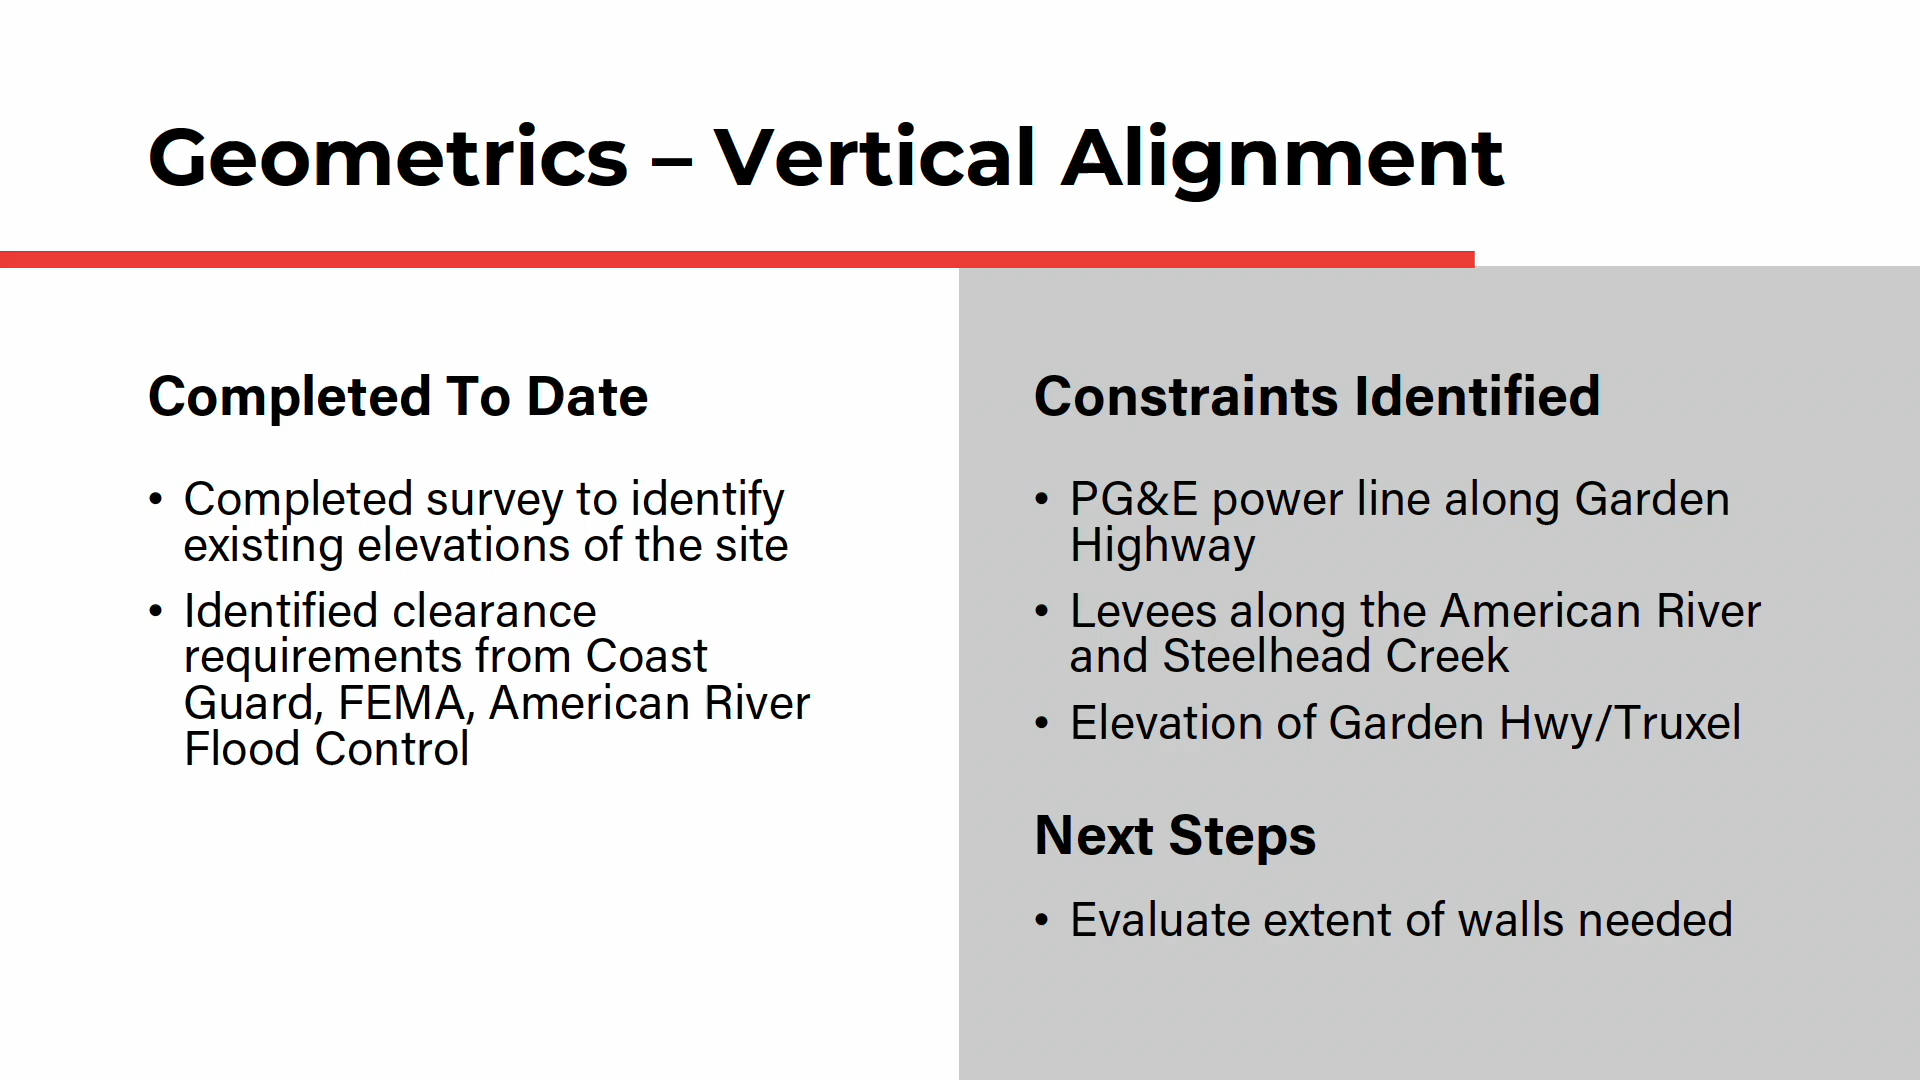 Geometrics – Vertical Alignment
Completed To Date
• Completed survey to identify
existing elevations of the site
• Identified clearance
requirements from Coast
Guard, FEMA, American River
Flood Control
Constraints Identified
• PG&E power line along Garden
Highway
• Levees along the American River
and Steelhead Creek
• Elevation of Garden Hwy/Truxel
Next Steps
• Evaluate extent of walls needed